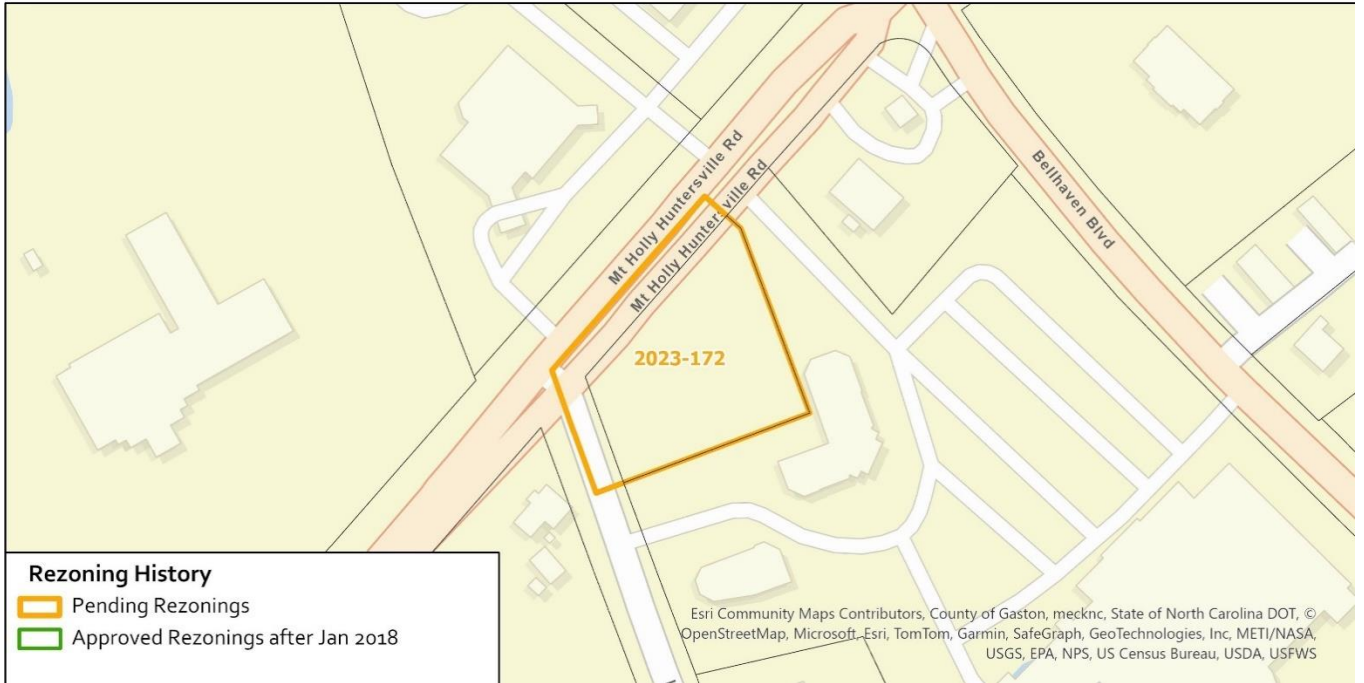 Mt Holly Huntersville Rd
Mt Holly Huntersville Rd
Bellhaven Blvd
2023-172
Rezoning History
Pending Rezonings
Approved Rezonings after Jan 2018
Esri Community Maps Contributors, County of Gaston, mecknc, State of North Carolina DOT, ©
OpenStreetMap, Microsoft, Esri, TomTom, Garmin, SafeGraph, GeoTechnologies, Inc, METI/NASA,
USGS, EPA, NPS, US Census Bureau, USDA, USFWS